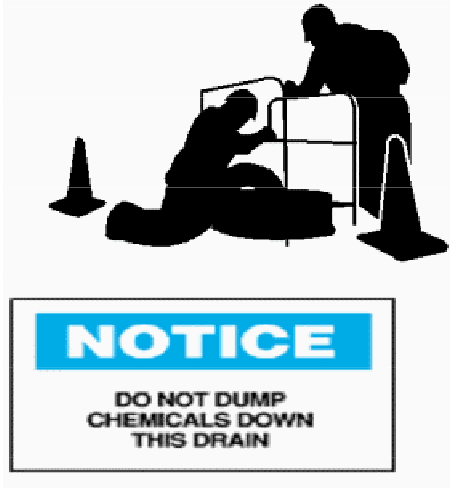 NOTICE
DO NOT DUMP
CHEMICALS DOWN
THIS DRAIN